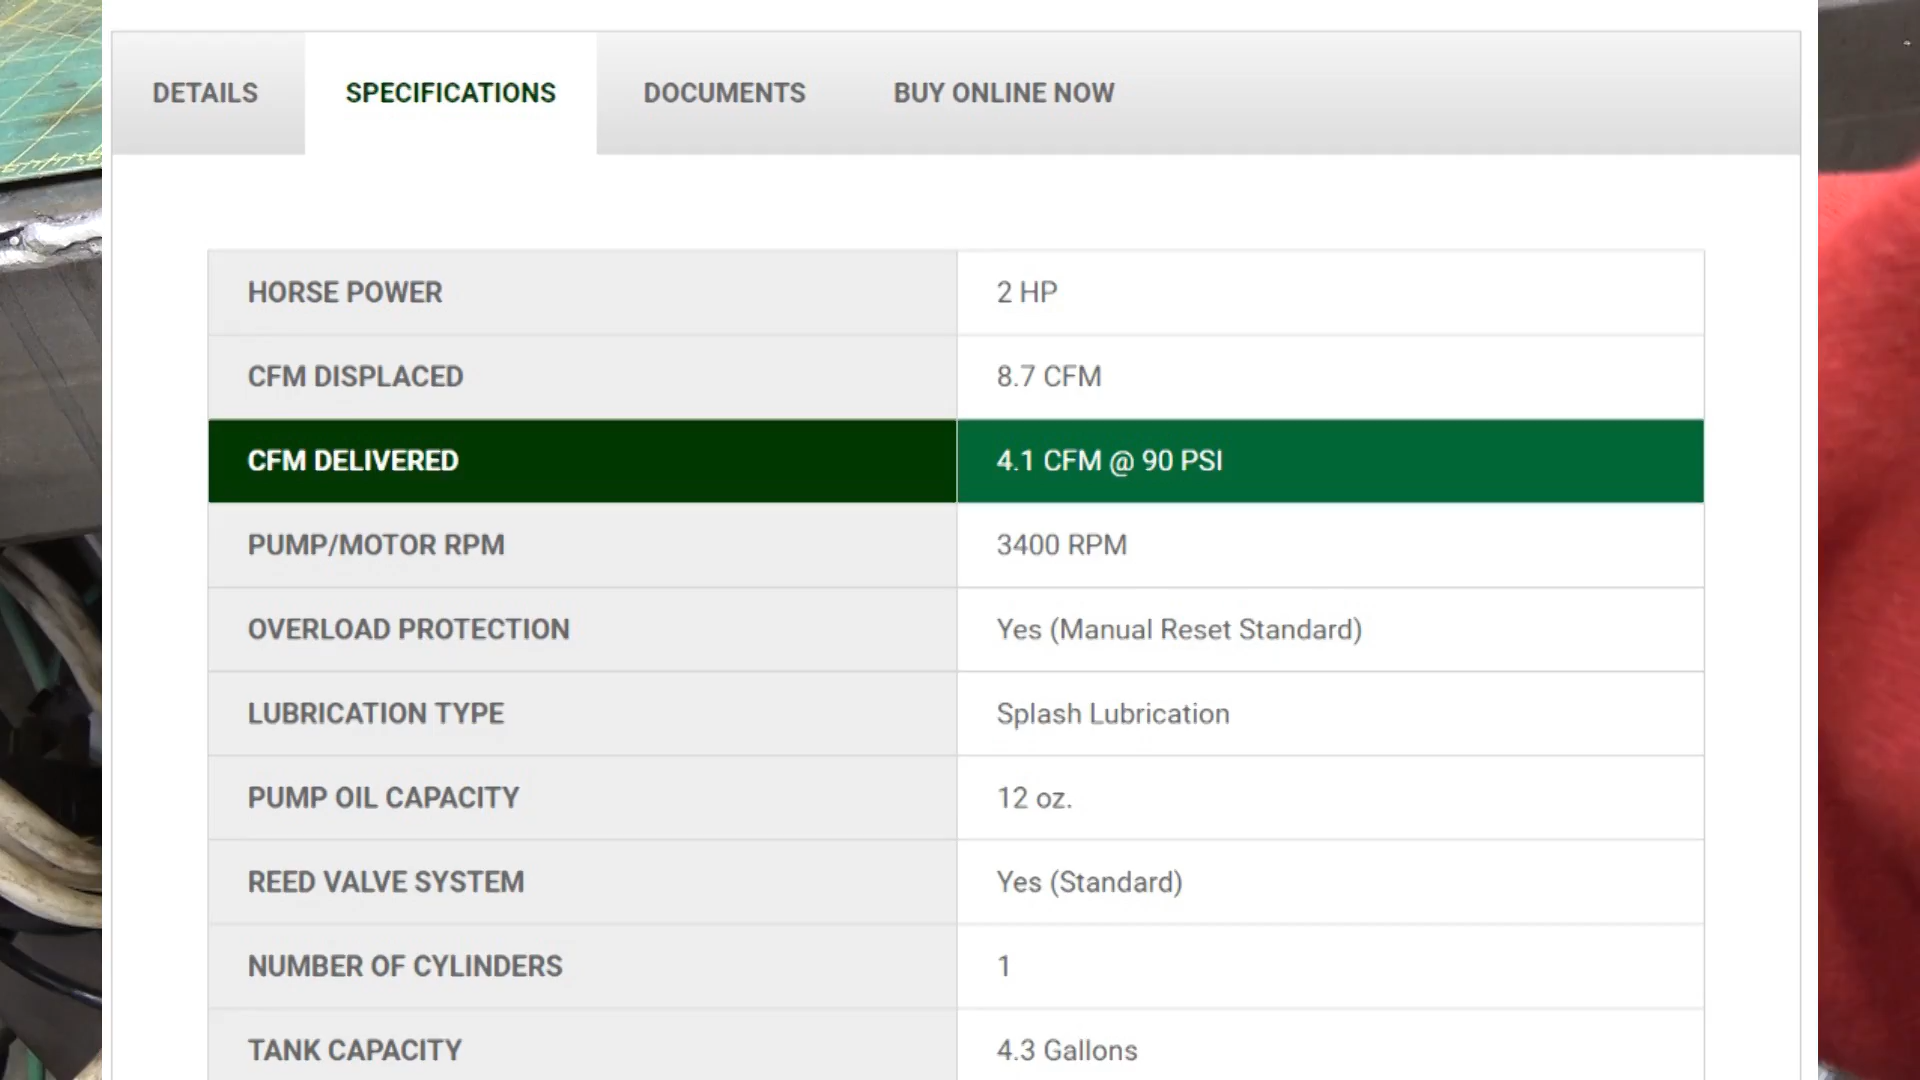 DETAILS SPECIFICATIONS DOCUMENTS BUY ONLINE NOW
HORSE POWER 2 HP
CFM DISPLACED 8.7 CFM
CFM DELIVERED 4.1 CFM @ 90 PSI
PUMP/MOTOR RPM 3400 RPM
OVERLOAD PROTECTION Yes (Manual Reset Standard)
LUBRICATION TYPE Splash Lubrication
PUMP OIL CAPACITY 12 oz.
REED VALVE SYSTEM Yes (Standard)
NUMBER OF CYLINDERS 1
TANK CAPACITY 4.3 Gallons